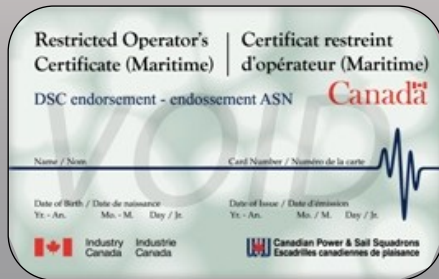 Restricted Operator's
Certificate (Maritime)
Certificat restreint
d'opérateur (Maritime)
DSC endorsement - endossement ASN
Canada
VOID
Name / Nom
Card Number / Numéro de la carte
Date of Birth / Date de naissance
Yr. - An. Mo. - M. Day / Jr.
Date of Issue / Date d'émission
Yr. - An. Mo. / M. Day / Jr.
Industry
Canada
Industrie
Canada
Canadian Power & Sail Squadrons
Escadrilles canadiennes de plaisance